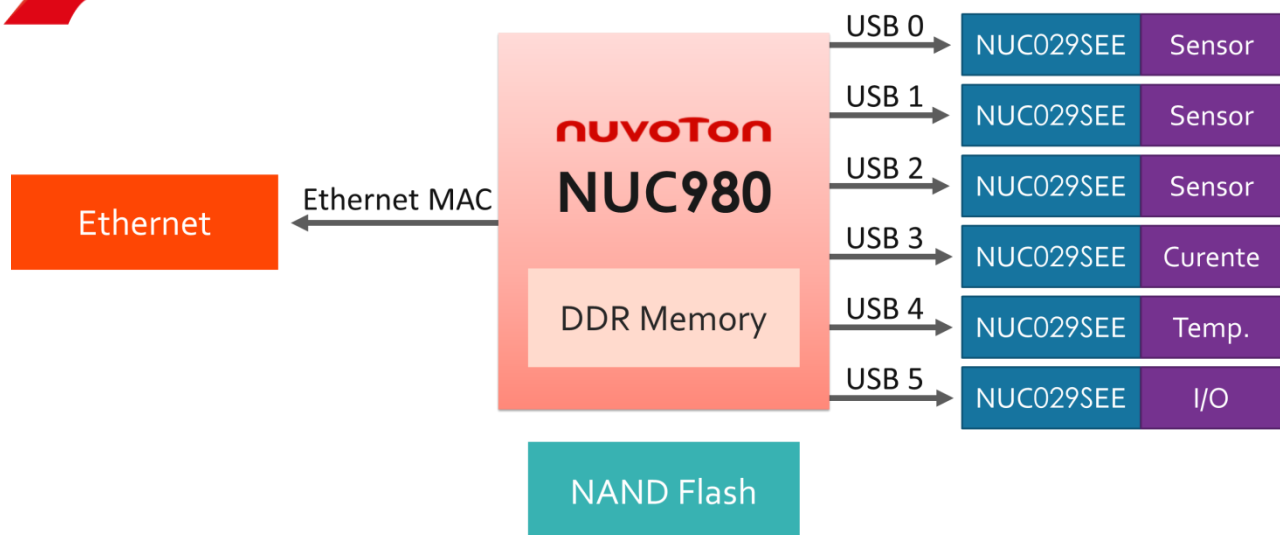 USB 0
NUC029SEE Sensor
USB 1
NUC029SEE Sensor
nuvoTon
NUC980
USB 2
NUC029SEE Sensor
Ethernet MAC
Ethernet
USB 3
NUC029SEE Curente
DDR Memory
USB 4
NUC029SEE Temp.
USB 5
NUC029SEE I/O
NAND Flash